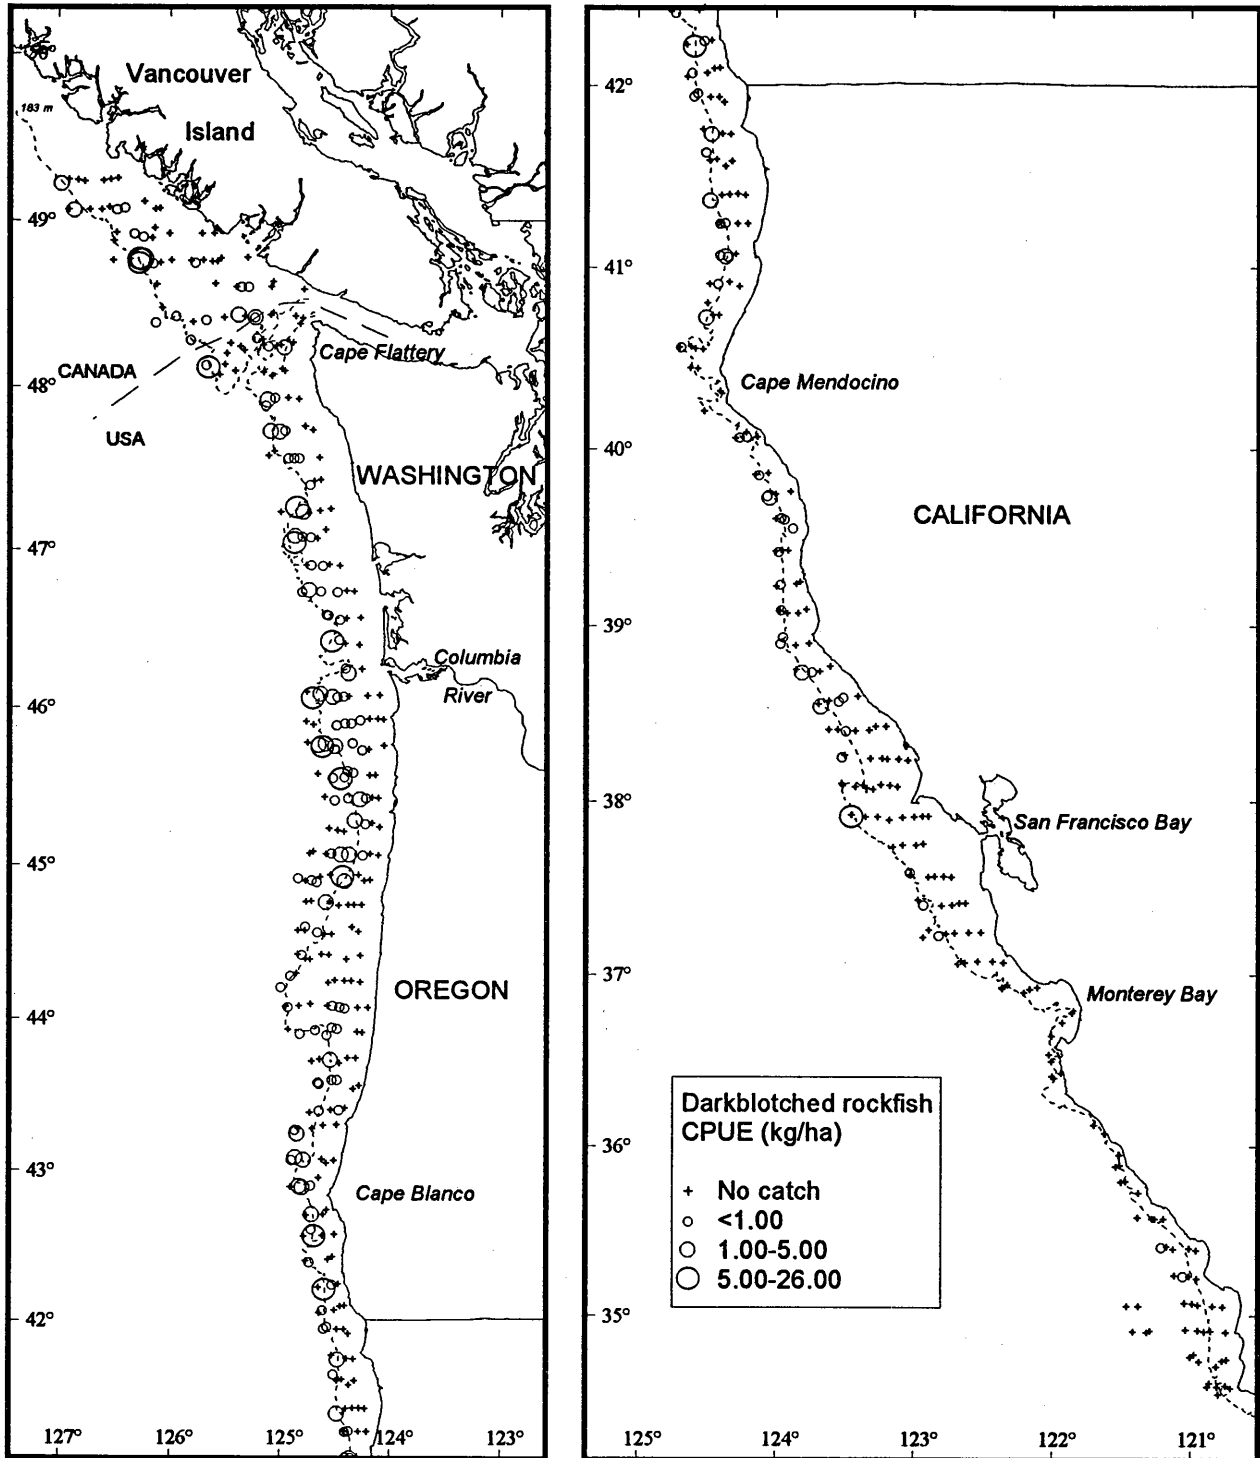 Vancouver
Island
183 m
49°
CANADA
USA
48°
Cape Flattery
WASHINGTON
47°
Columbia
River
46°
45°
OREGON
44°
43°
Cape Blanco
42°
127°
126°
125°
124°
123°
42°
41°
Cape Mendocino
40°
CALIFORNIA
39°
38°
San Francisco Bay
37°
Monterey Bay
36°
35°
Darkblotched rockfish
CPUE (kg/ha)
+ No catch
<1.00
1.00-5.00
5.00-26.00
125°
124°
123°
122°
121°